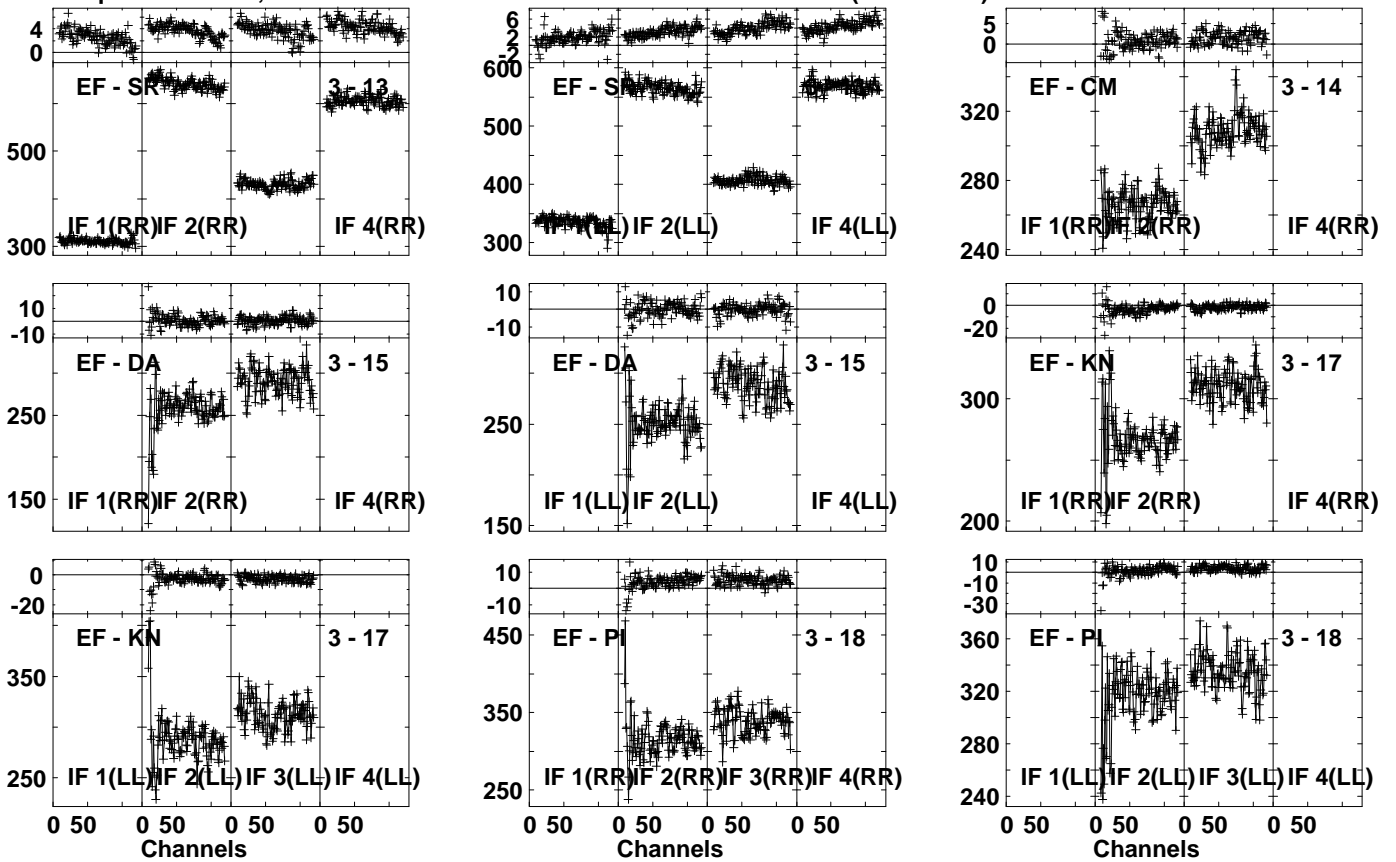 4
0
6
2
-2
5
0
EF - SR
3 - 13
600
EF - SR
EF - CM
3 - 14
500
500
320
400
280
300
IF 1(RR) IF 2(RR) IF 4(RR)
300
IF 1(LL) IF 2(LL) IF 4(LL)
240
IF 1(RR) IF 2(RR) IF 4(RR)
10
-10
10
-10
0
-20
EF - DA 3 - 15
EF - DA 3 - 15
EF - KN 3 - 17
250
250
300
150
IF 1(RR) IF 2(RR) IF 4(RR)
150
IF 1(LL) IF 2(LL) IF 4(LL)
200
IF 1(RR) IF 2(RR) IF 4(RR)
0
-20
10
-10
10
-10
-30
EF - KN 3 - 17
450
EF - PI 3 - 18
360
EF - PI 3 - 18
350
350
320
280
250
IF 1(LL) IF 2(LL) IF 3(LL) IF 4(LL)
250
IF 1(RR) IF 2(RR) IF 3(RR) IF 4(RR)
240
IF 1(LL) IF 2(LL) IF 3(LL) IF 4(LL)
0 50 0 50 0 50 0 50
0 50 0 50 0 50 0 50
0 50 0 50 0 50 0 50
Channels
Channels
Channels